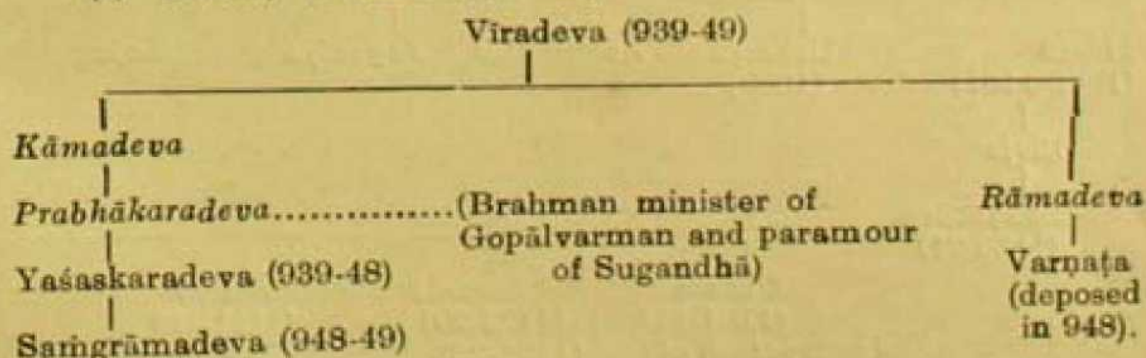 Vīradeva (939-49)
Kāmadeva
Prabhākaradeva...............(Brahman minister of
Gopālvarman and paramour
of Sugandhā)
Rāmadeva
Yaśaskaradeva (939-48)
Varṇaṭa
(deposed
in 948).
Saṁgrāmadeva (948-49)